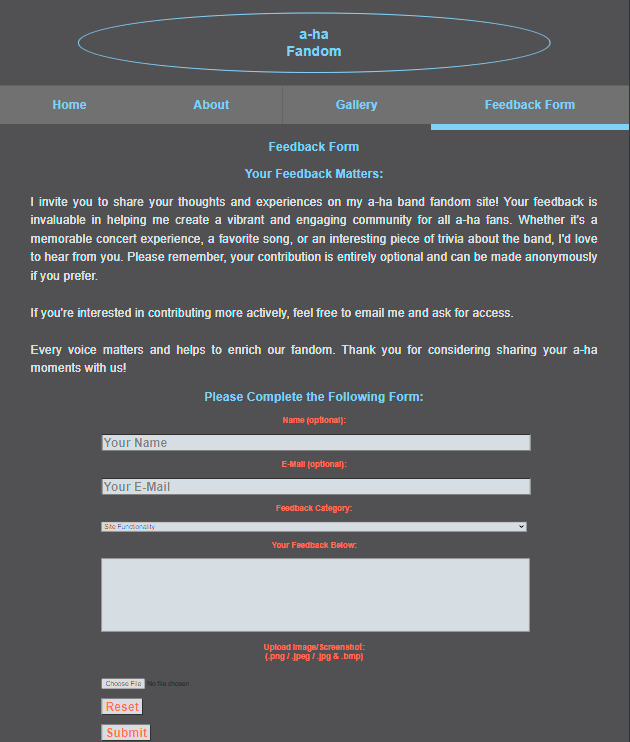 a-ha
Fandom
Home About Gallery Feedback Form
Feedback Form
Your Feedback Matters:
I invite you to share your thoughts and experiences on my a-ha band fandom site! Your feedback is
invaluable in helping me create a vibrant and engaging community for all a-ha fans. Whether it's a
memorable concert experience, a favorite song, or an interesting piece of trivia about the band, I'd love
to hear from you. Please remember, your contribution is entirely optional and can be made anonymously
if you prefer.
If you're interested in contributing more actively, feel free to email me and ask for access.
Every voice matters and helps to enrich our fandom. Thank you for considering sharing your a-ha
moments with us!
Please Complete the Following Form:
Name (optional):
Your Name
E-Mail (optional):
Your E-Mail
Feedback Category:
Site Functionality
Your Feedback Below:
Upload Image/Screenshot:
(.png / .jpeg / .jpg & .bmp)
Choose File No file chosen
Reset
Submit